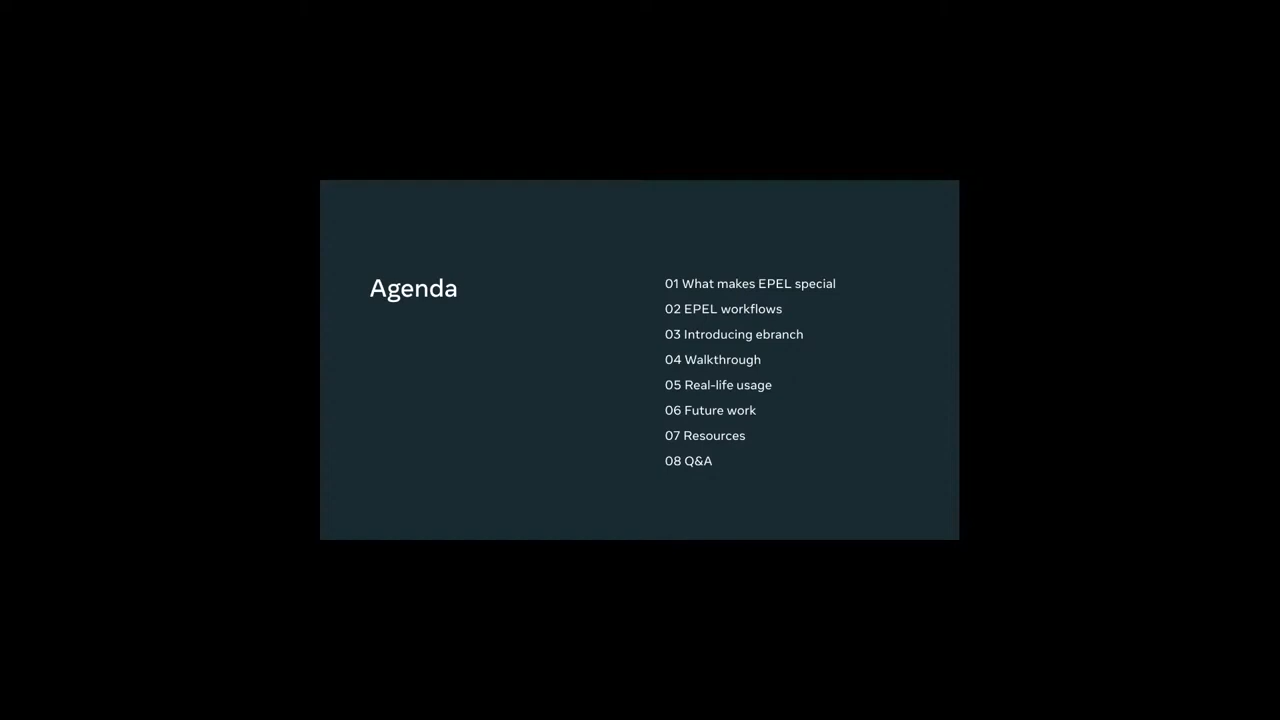 Agenda
01 What makes EPEL special
02 EPEL workflows
03 Introducing ebranch
04 Walkthrough
05 Real-life usage
06 Future work
07 Resources
08 Q&A